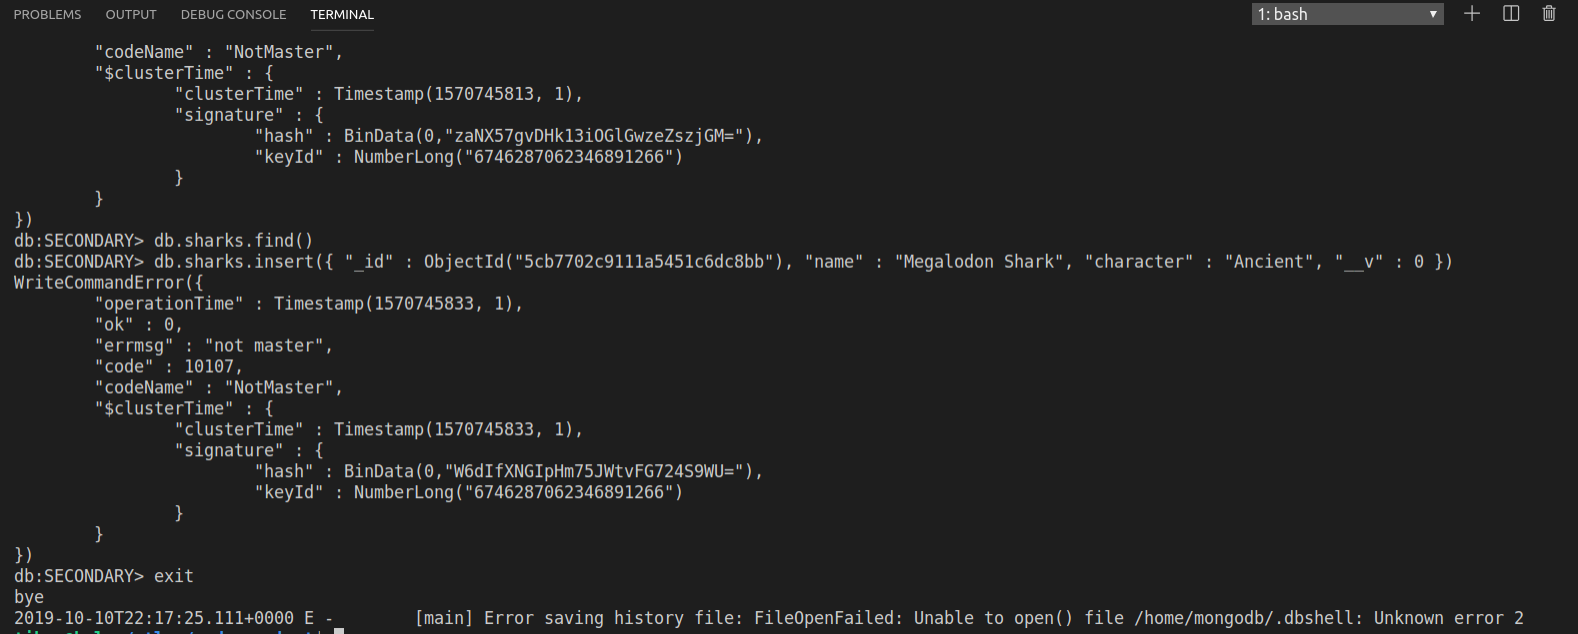 PROBLEMS OUTPUT DEBUG CONSOLE TERMINAL 1: bash
"codeName" : "NotMaster",
"$clusterTime" : {
"clusterTime" : Timestamp(1570745813, 1),
"signature" : {
"hash" : BinData(0,"zaNX57gvDHk13iOGlGwzeZszjGM="),
"keyId" : NumberLong("6746287062346891266")
}
}
})
db:SECONDARY> db.sharks.find()
db:SECONDARY> db.sharks.insert({ "_id" : ObjectId("5cb7702c9111a5451c6dc8bb"), "name" : "Megalodon Shark", "character" : "Ancient", "__v" : 0 })
WriteCommandError({
"operationTime" : Timestamp(1570745833, 1),
"ok" : 0,
"errmsg" : "not master",
"code" : 10107,
"codeName" : "NotMaster",
"$clusterTime" : {
"clusterTime" : Timestamp(1570745833, 1),
"signature" : {
"hash" : BinData(0,"W6dIfXNGIpHm75JWtvFG724S9WU="),
"keyId" : NumberLong("6746287062346891266")
}
}
})
db:SECONDARY> exit
bye
2019-10-10T22:17:25.111+0000 E - [main] Error saving history file: FileOpenFailed: Unable to open() file /home/mongodb/.dbshell: Unknown error 2